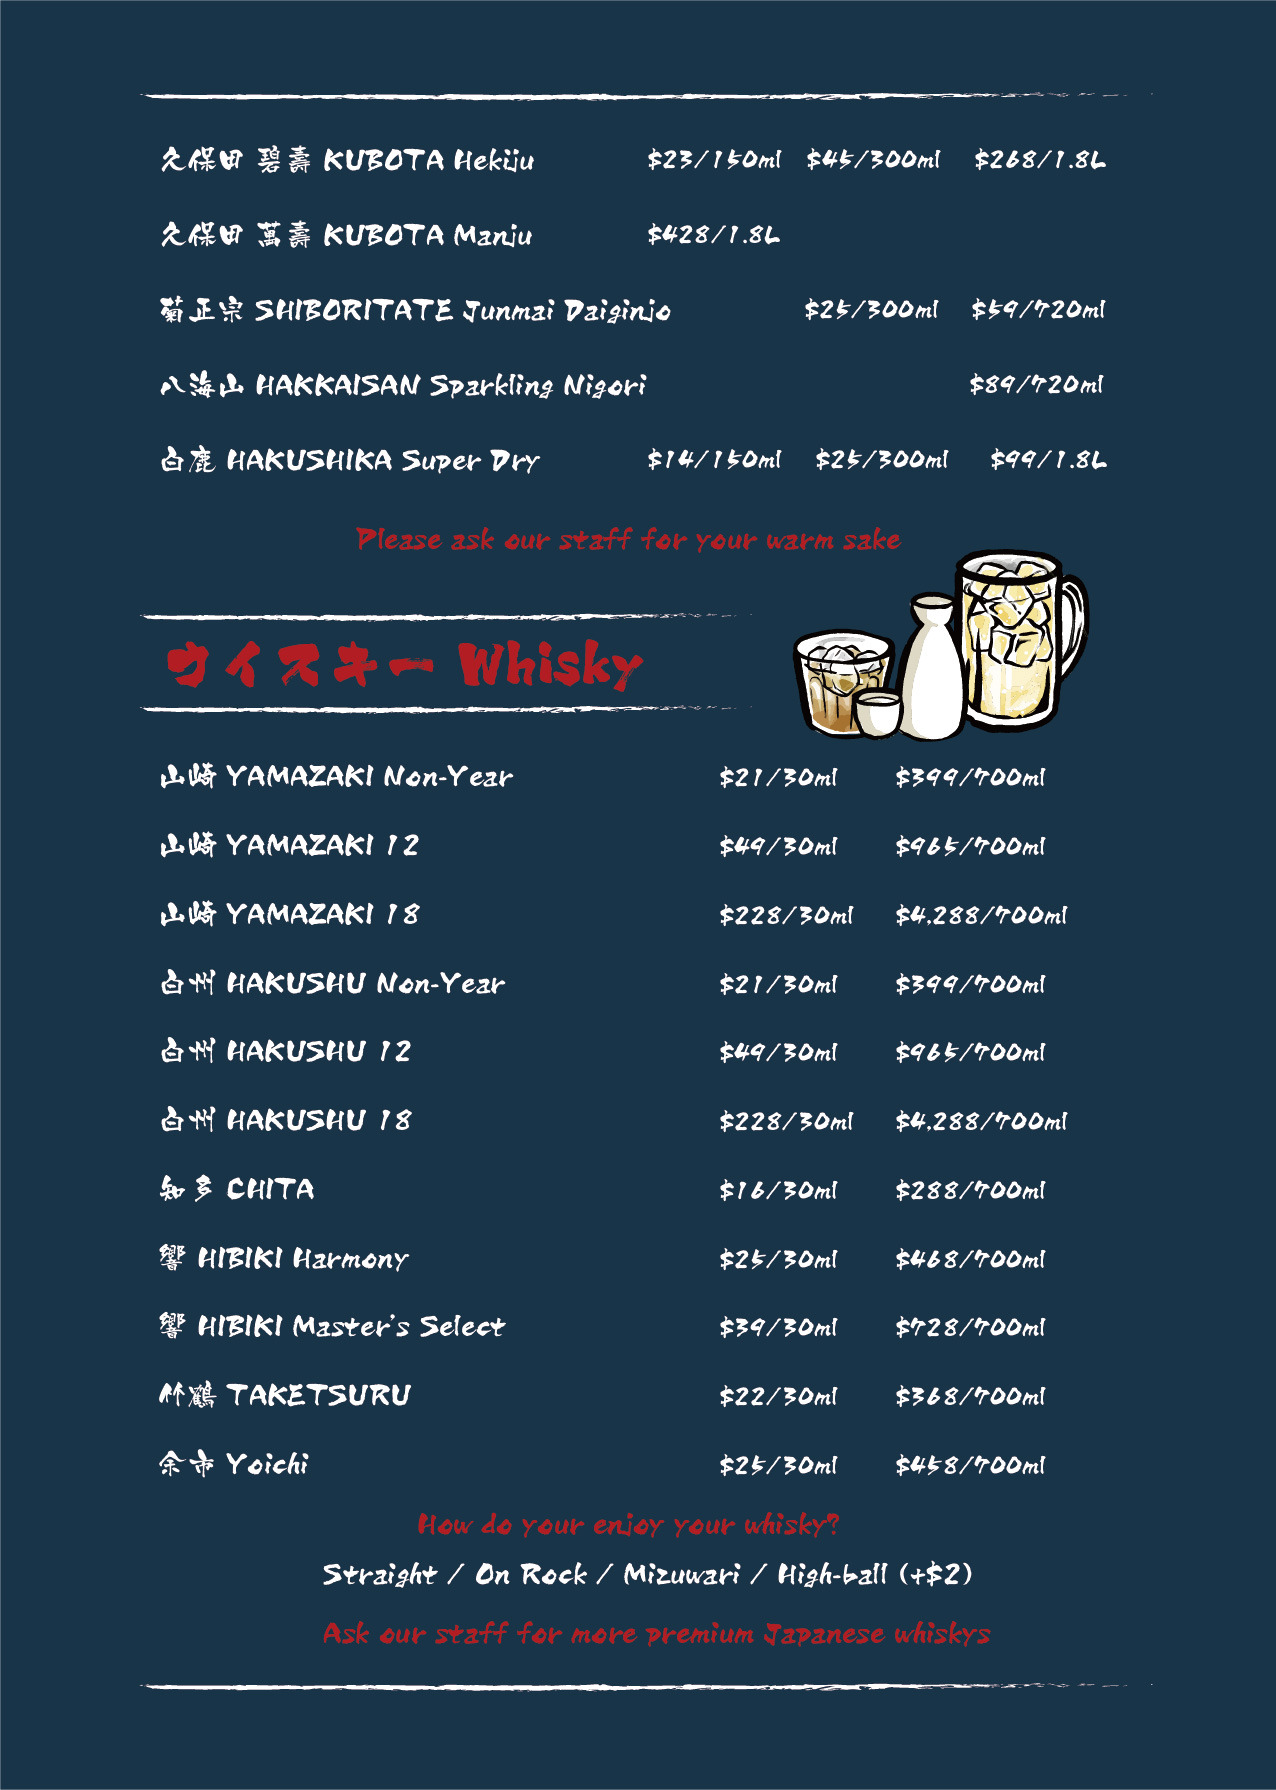 久保田 碧壽 KUBOTA Hekiju $23/150ml $45/300ml $268/1.8L
久保田 萬壽 KUBOTA Manju $428/1.8L
菊正宗 SHIBORITATE Junmai Daiginjo $25/300ml $59/720ml
八海山 HAKKAISAN Sparkling Nigori $89/720ml
白鹿 HAKUSHIKA Super Dry $14/150ml $25/300ml $99/1.8L
Please ask our staff for your warm sake
ウイスキー Whisky
山崎 YAMAZAKI Non-Year $21/30ml $399/700ml
山崎 YAMAZAKI 12 $49/30ml $965/700ml
山崎 YAMAZAKI 18 $228/30ml $4,288/700ml
白州 HAKUSHU Non-Year $21/30ml $399/700ml
白州 HAKUSHU 12 $49/30ml $965/700ml
白州 HAKUSHU 18 $228/30ml $4,288/700ml
知多 CHITA $16/30ml $288/700ml
響 HIBIKI Harmony $25/30ml $468/700ml
響 HIBIKI Master's Select $39/30ml $728/700ml
竹鶴 TAKETSURU $22/30ml $368/700ml
余市 Yoichi $25/30ml $458/700ml
How do your enjoy your whisky?
Straight / On Rock / Mizuwari / High-ball (+$2)
Ask our staff for more premium Japanese whiskys